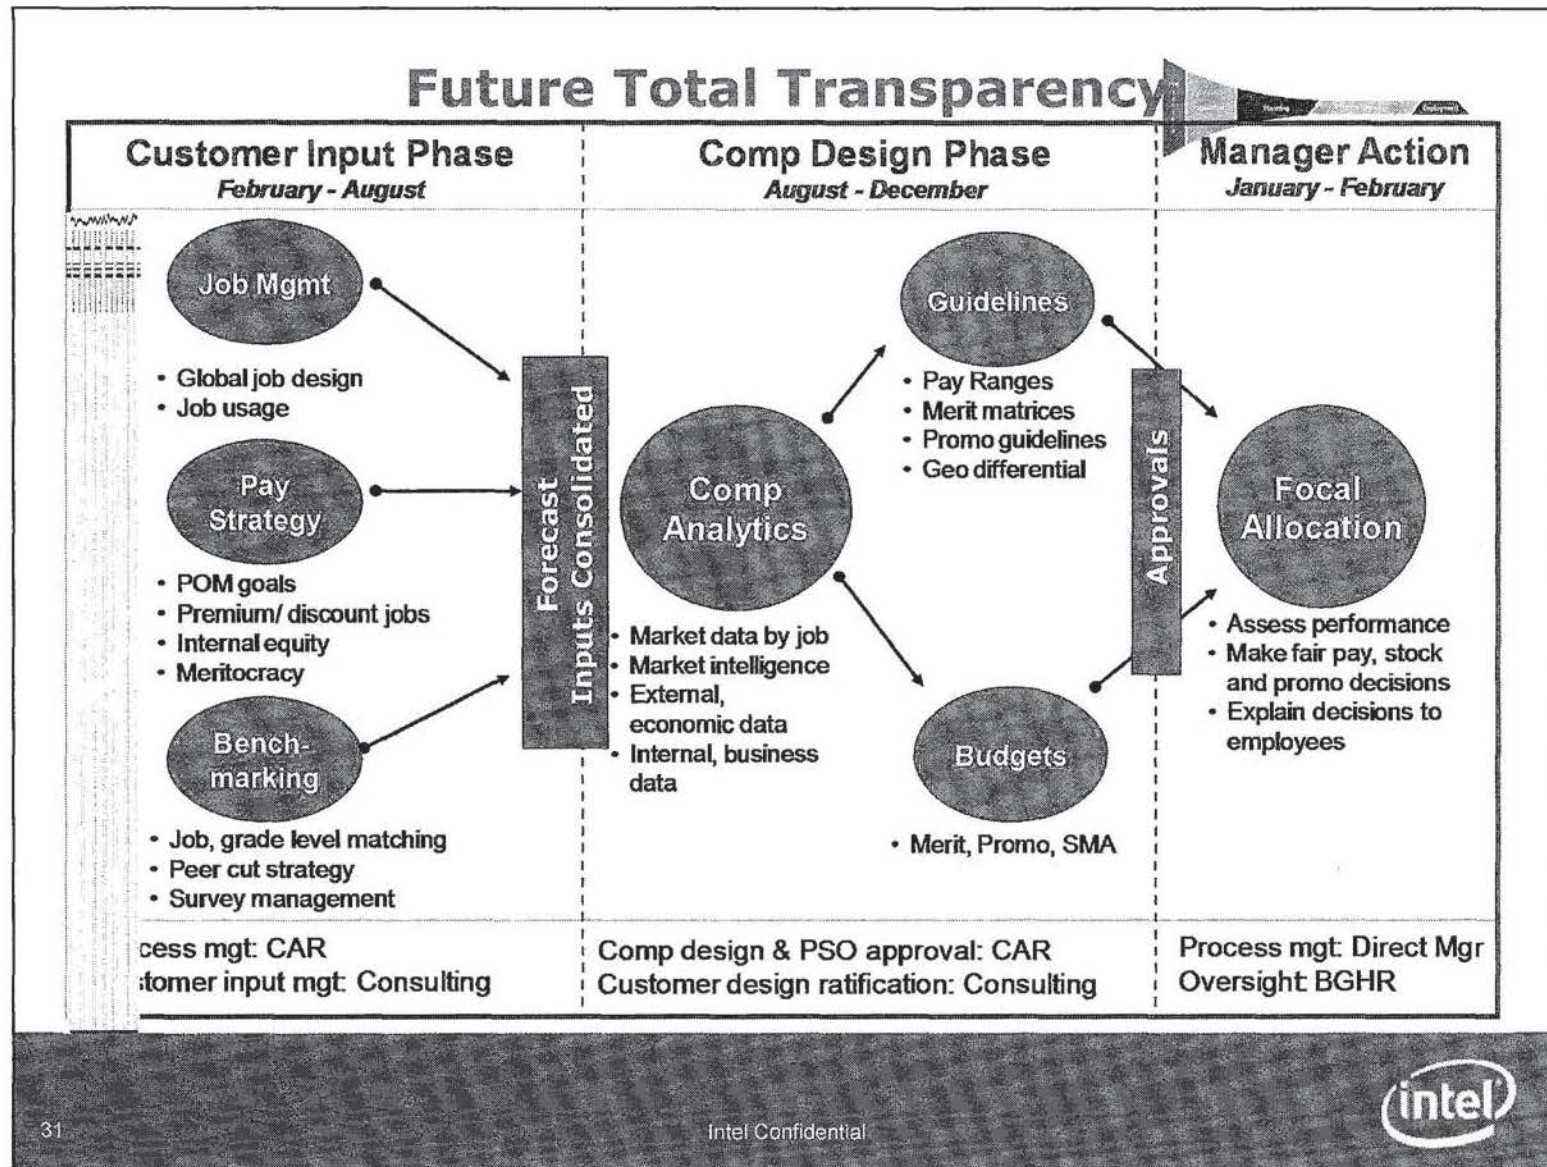 Future Total Transparency
Planning
Deployment
Customer Input Phase
February - August
Comp Design Phase
August - December
Manager Action
January - February
Job Mgmt
• Global job design
• Job usage
Pay
Strategy
• POM goals
• Premium/ discount jobs
• Internal equity
• Meritocracy
Bench-
marking
• Job, grade level matching
• Peer cut strategy
• Survey management
Forecast
Inputs Consolidated
Comp
Analytics
• Market data by job
• Market intelligence
• External,
economic data
• Internal, business
data
Guidelines
• Pay Ranges
• Merit matrices
• Promo guidelines
• Geo differential
Budgets
• Merit, Promo, SMA
Approvals
Focal
Allocation
• Assess performance
• Make fair pay, stock
and promo decisions
• Explain decisions to
employees
cess mgt: CAR
stomer input mgt: Consulting
Comp design & PSO approval: CAR
Customer design ratification: Consulting
Process mgt: Direct Mgr
Oversight: BGHR
31
Intel Confidential
intel